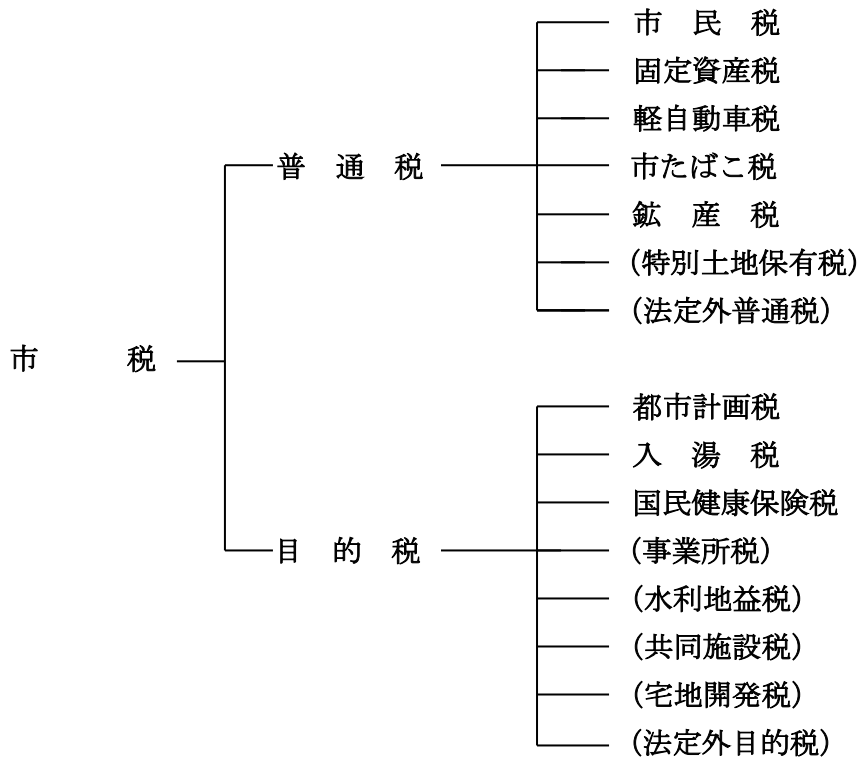 市税
普通税
市民税
固定資産税
軽自動車税
市たばこ税
鉱産税
(特別土地保有税)
(法定外普通税)
目的税
都市計画税
入湯税
国民健康保険税
(事業所税)
(水利地益税)
(共同施設税)
(宅地開発税)
(法定外目的税)